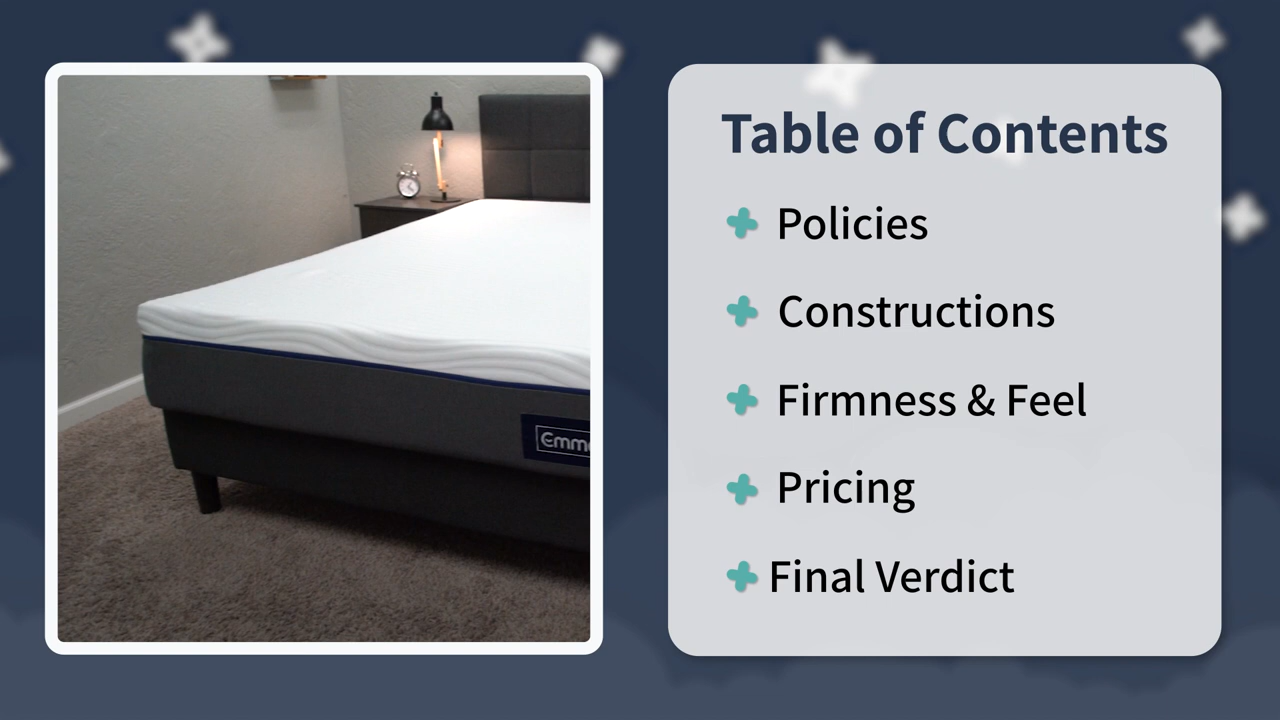 Table of Contents
Policies
Constructions
Firmness & Feel
Pricing
Final Verdict